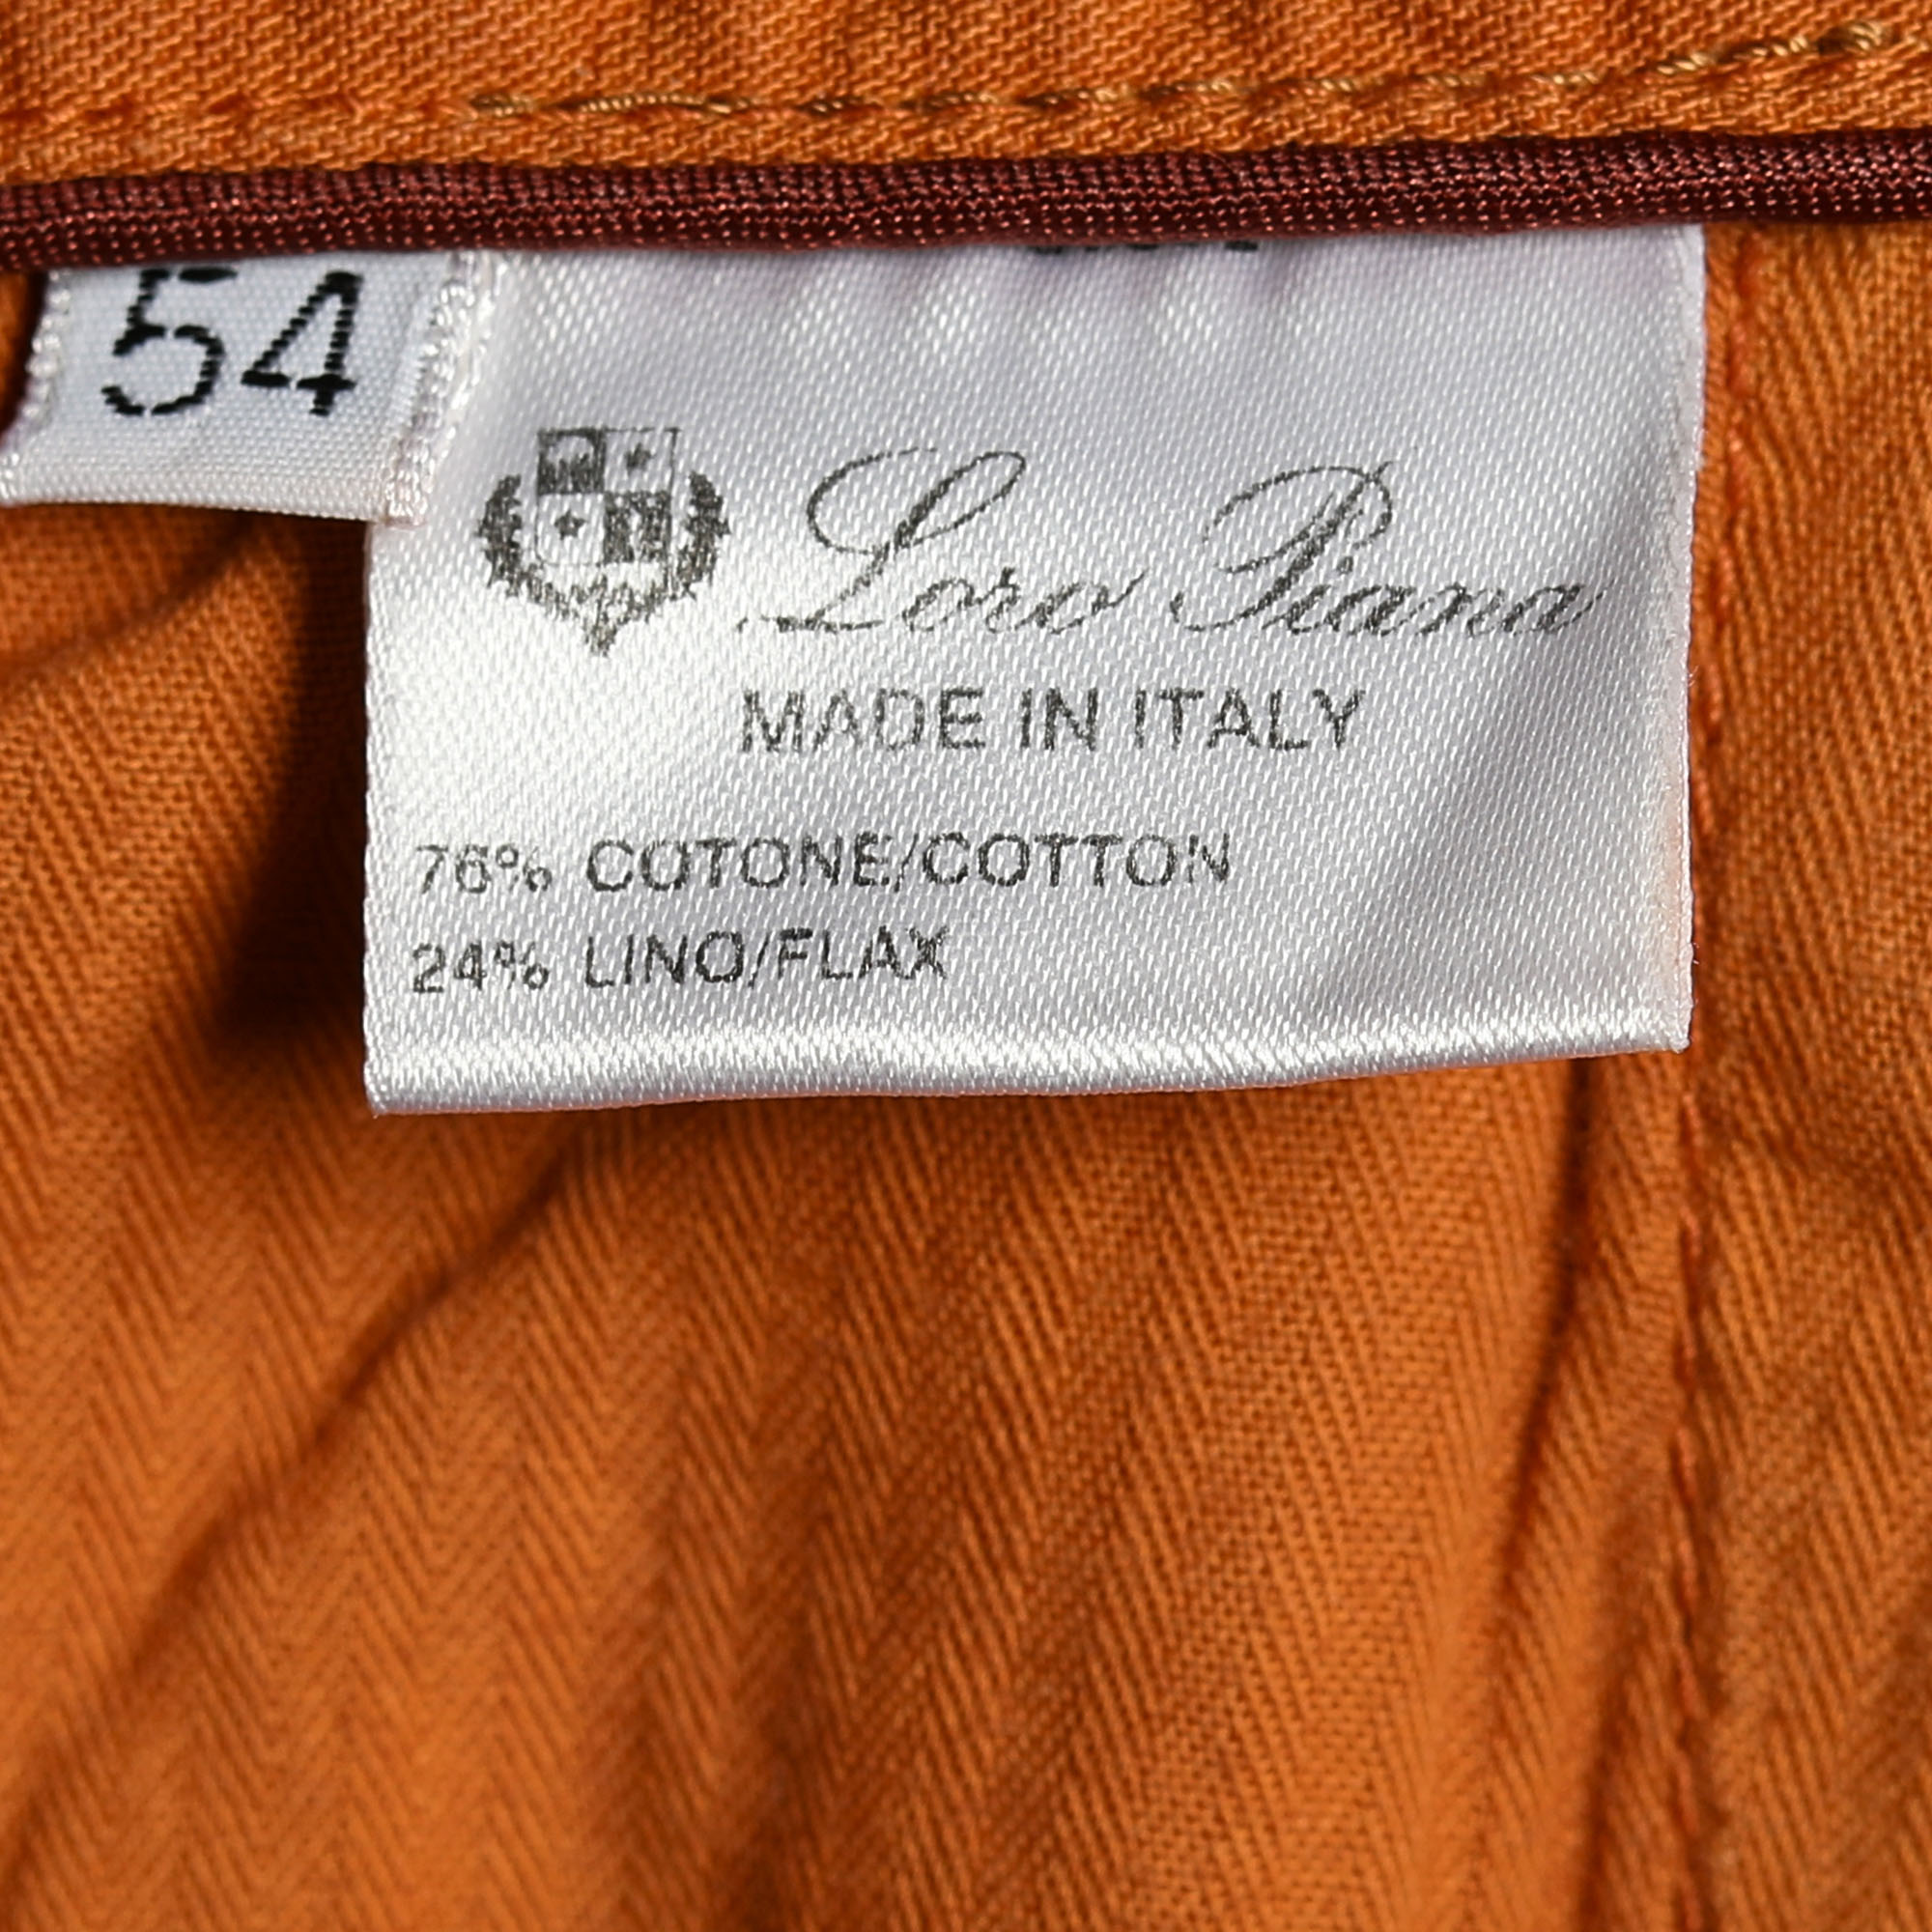 54
Loro Piana
MADE IN ITALY
76% COTONE/COTTON
24% LINO/FLAX